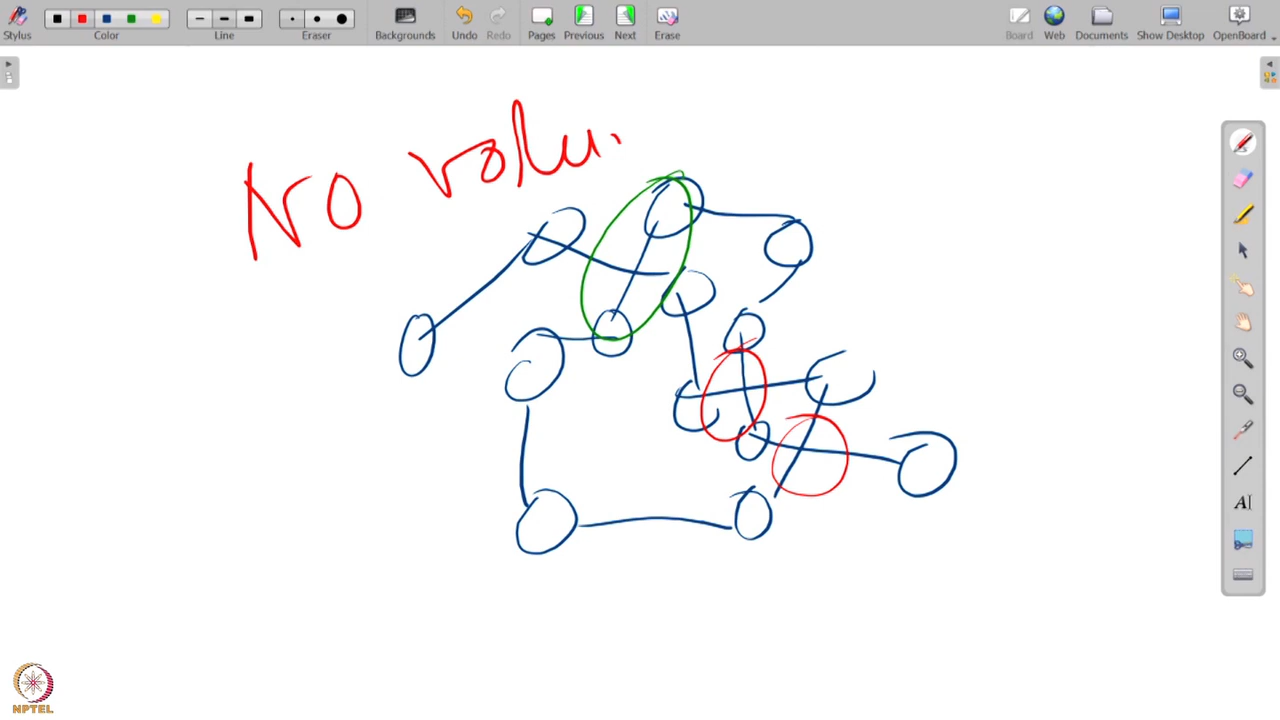 Stylus Color Line Eraser Backgrounds Undo Redo Pages Previous Next Erase Board Web Documents Show Desktop OpenBoard
No volu
NPTEL